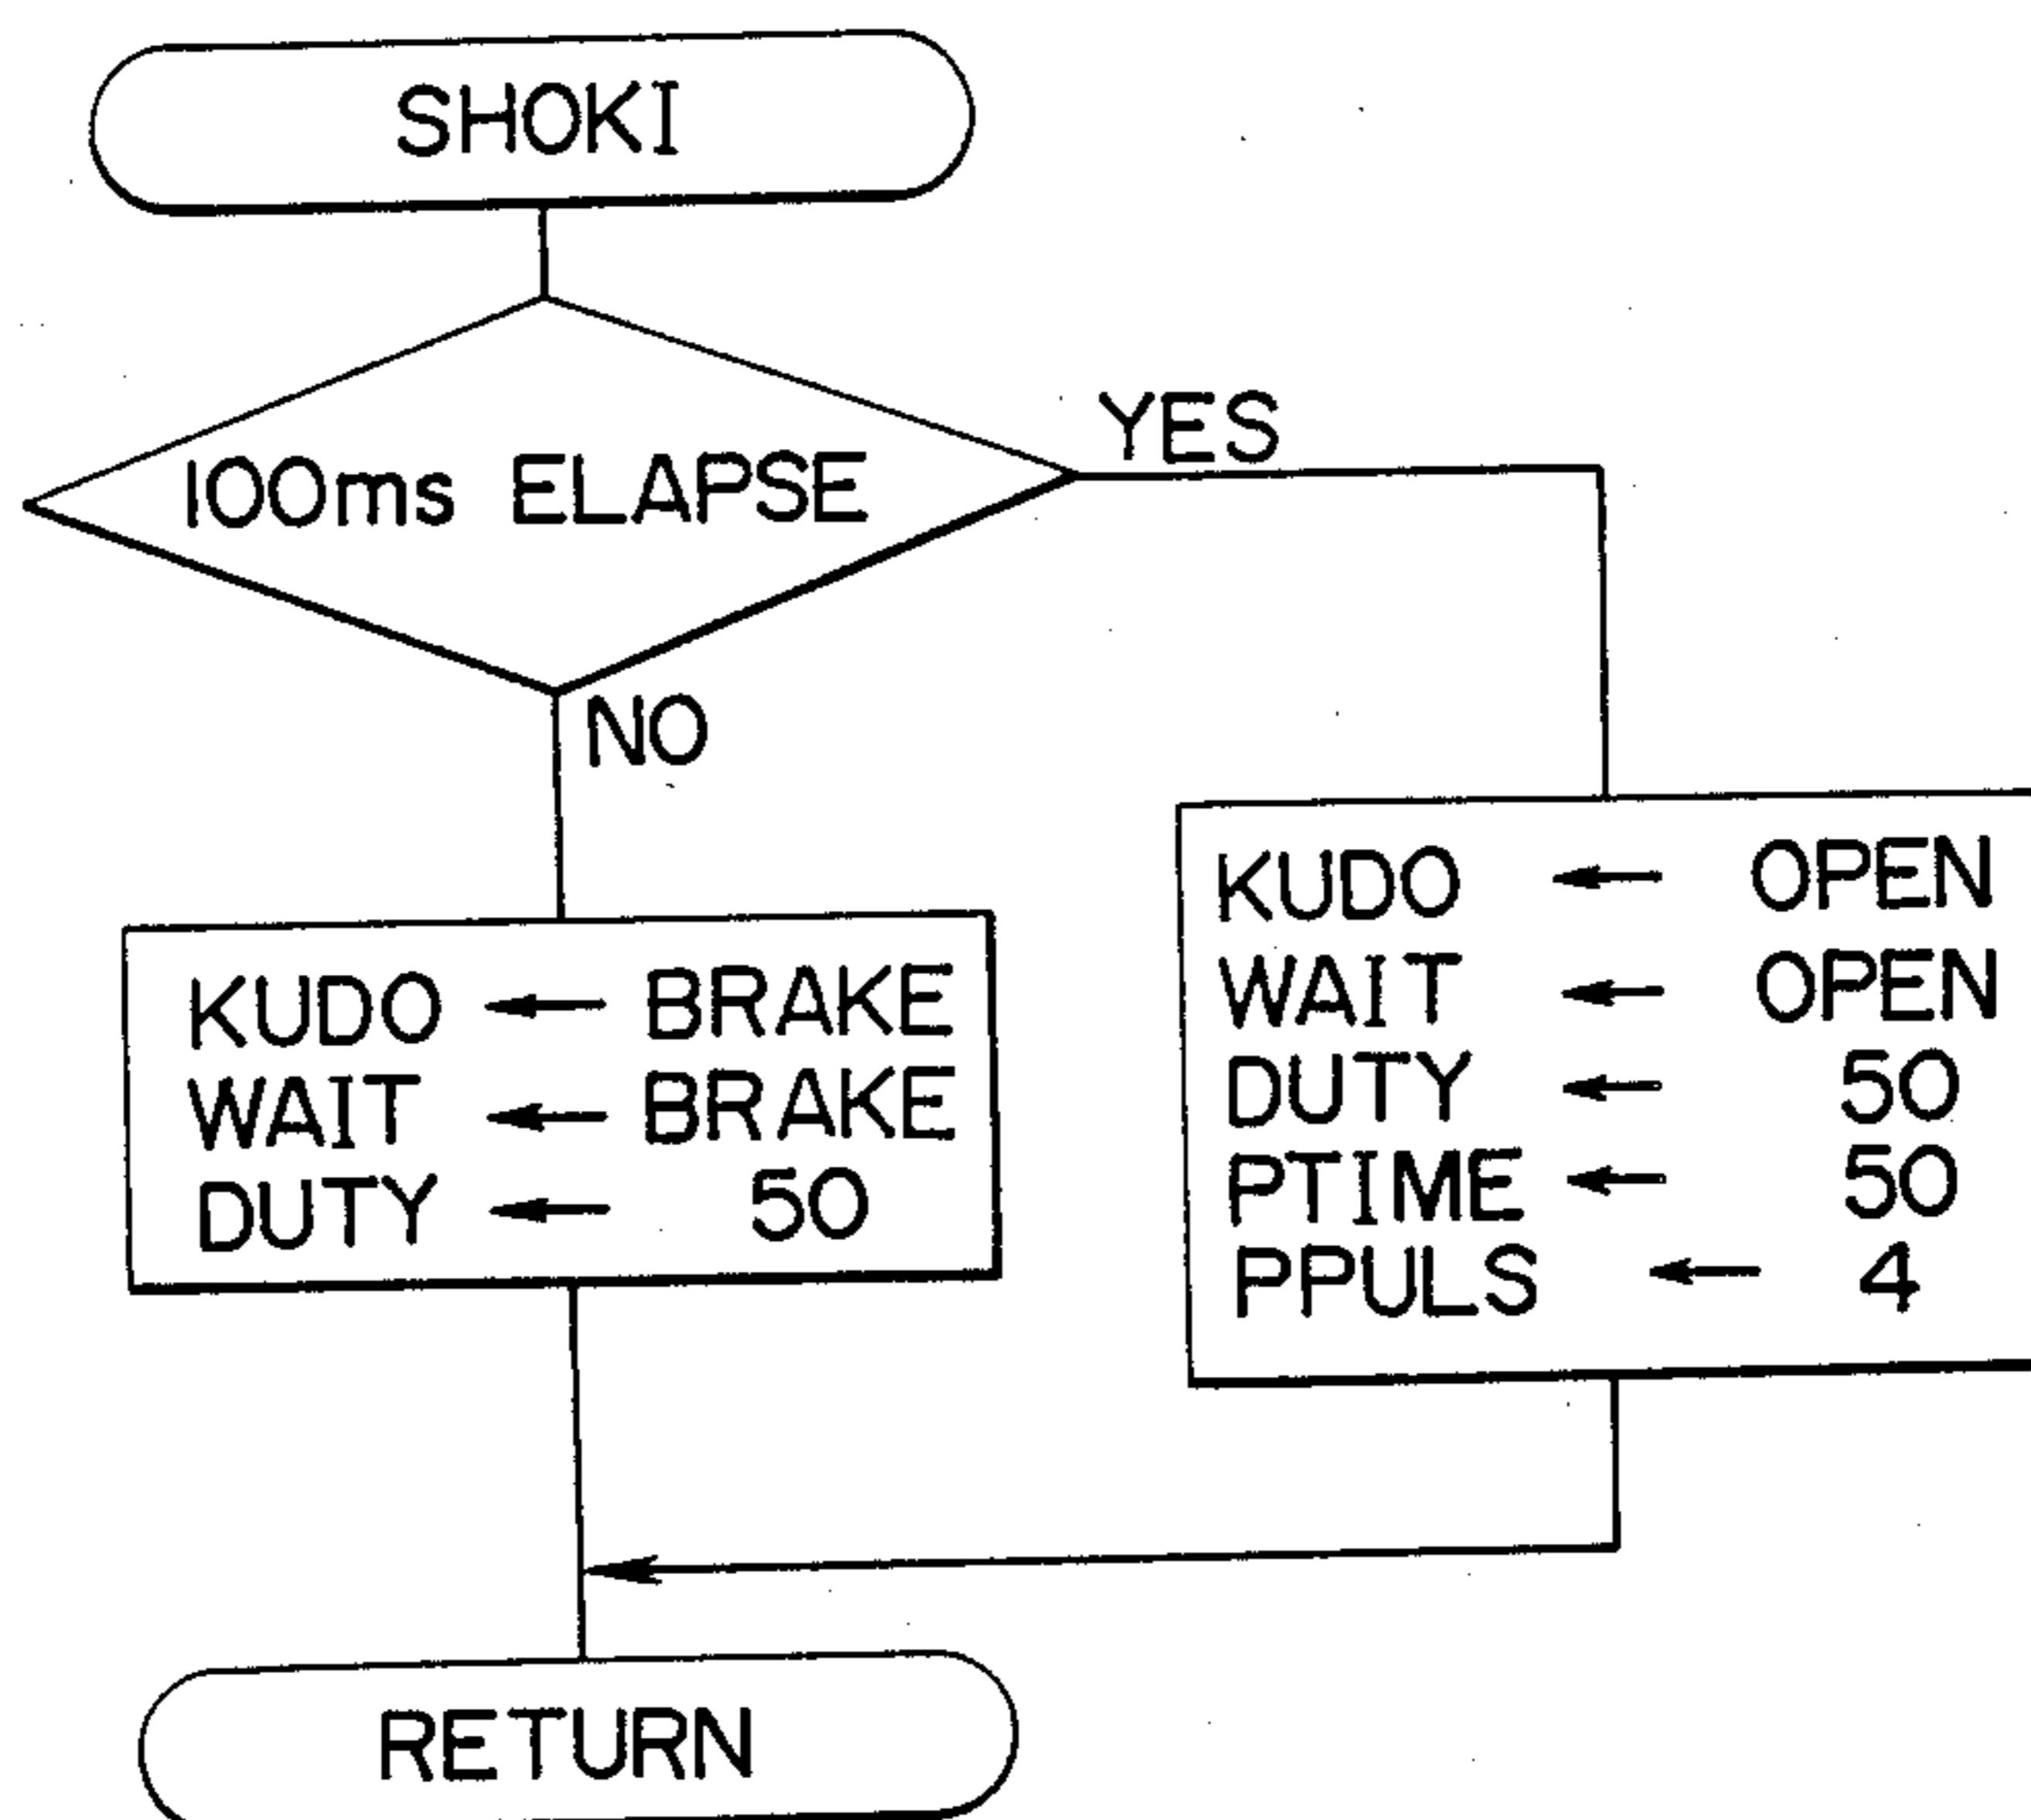 SHOKI
100ms ELAPSE
YES
NO
KUDO ← BRAKE
WAIT ← BRAKE
DUTY ← 50
KUDO ← OPEN
WAIT ← OPEN
DUTY ← 50
PTIME ← 50
PPULS ← 4
RETURN